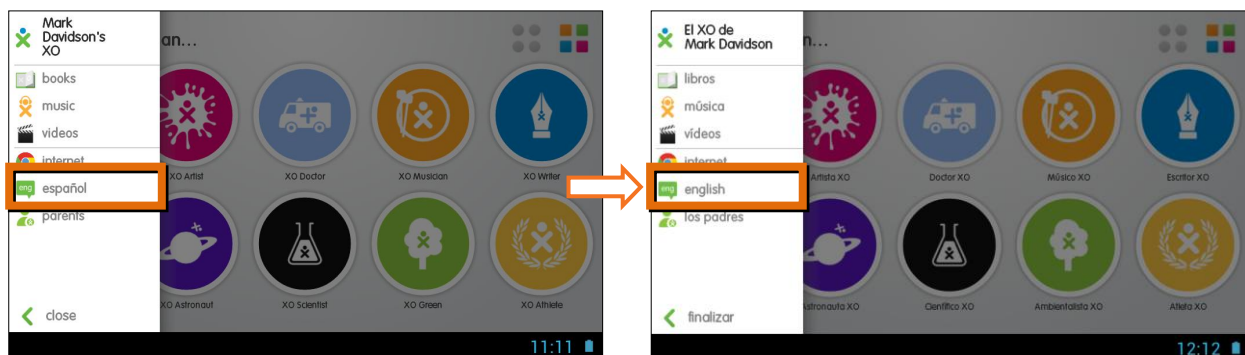 Mark
Davidson's
XO
an...
books
music
videos
internet
eng español
parents
close
XO Artist XO Doctor XO Musician XO Writer
XO Astronaut XO Scientist XO Green XO Athlete
11:11
El XO de
Mark Davidson
n...
libros
música
vídeos
internet
eng english
los padres
finalizar
Artista XO Doctor XO Músico XO Escritor XO
Astronauta XO Científico XO Ambientalista XO Atleta XO
12:12